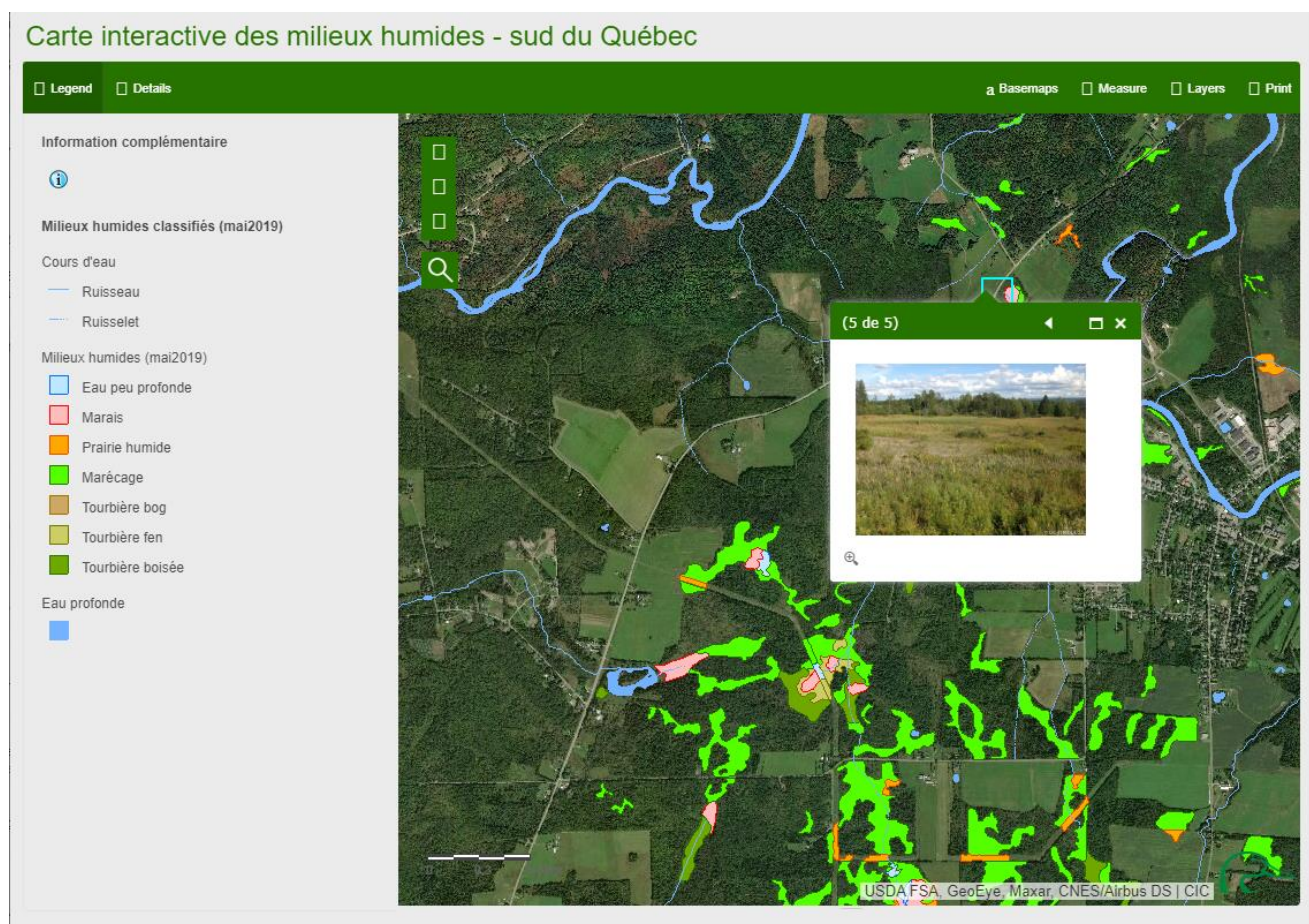 Carte interactive des milieux humides - sud du Québec
Legend
Details
a Basemaps
Measure
Layers
Print
Information complémentaire
Milieux humides classifiés (mai2019)
Cours d'eau
Ruisseau
Ruisselet
Milieux humides (mai2019)
Eau peu profonde
Marais
Prairie humide
Marécage
Tourbière bog
Tourbière fen
Tourbière boisée
Eau profonde
(5 de 5)
USDA FSA, GeoEye, Maxar, CNES/Airbus DS | CIC